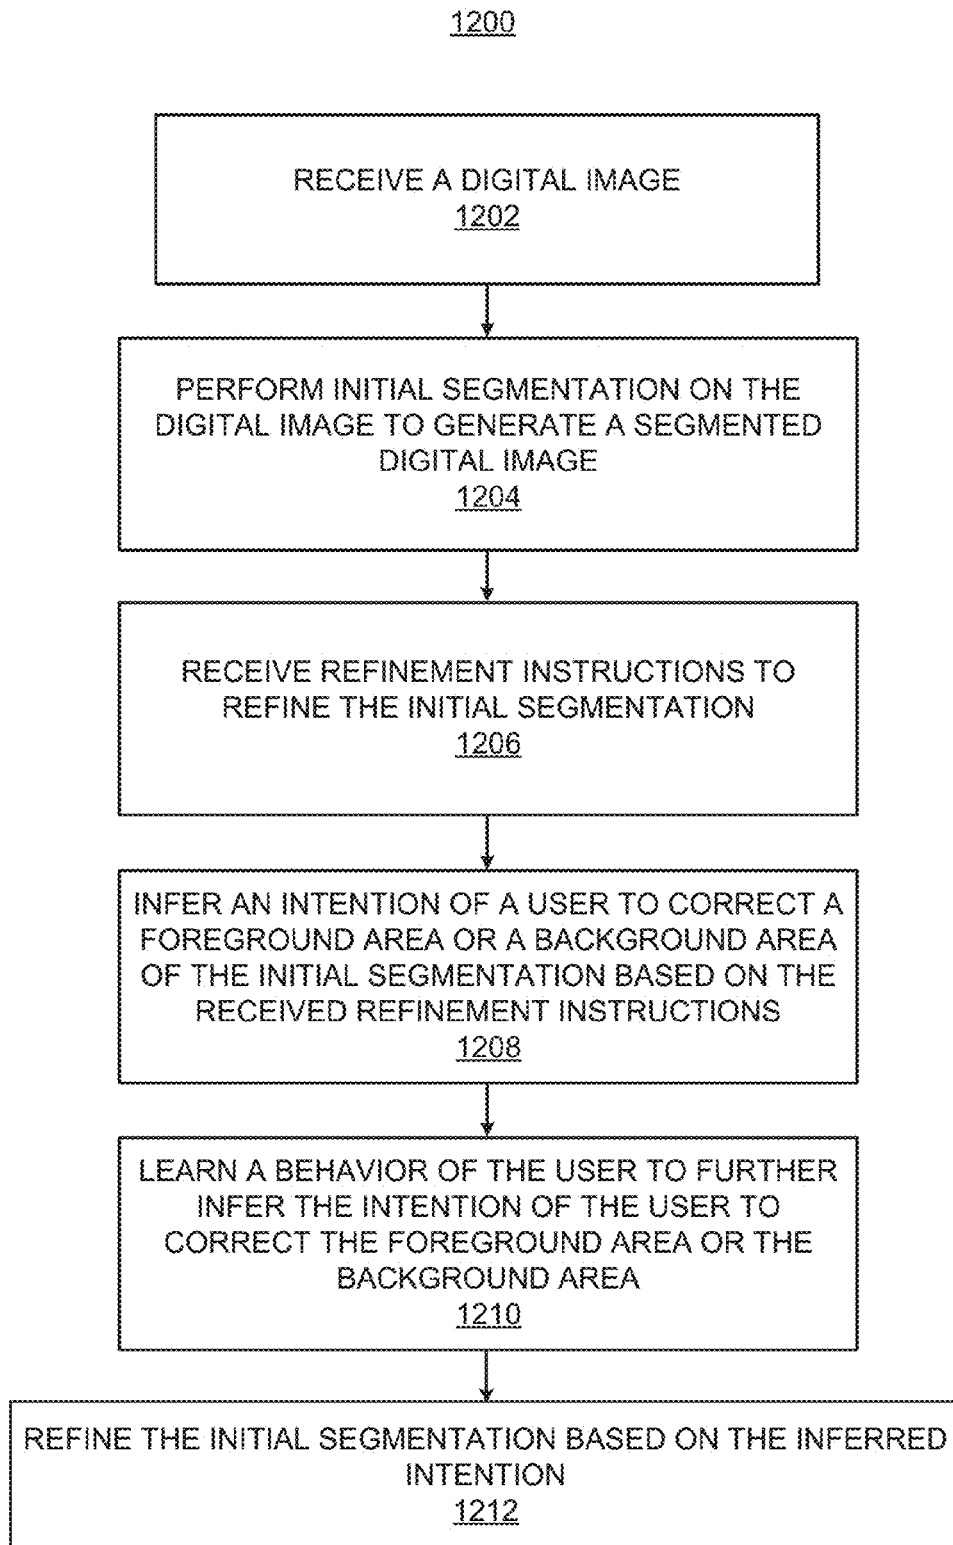 1200
RECEIVE A DIGITAL IMAGE
1202
PERFORM INITIAL SEGMENTATION ON THE
DIGITAL IMAGE TO GENERATE A SEGMENTED
DIGITAL IMAGE
1204
RECEIVE REFINEMENT INSTRUCTIONS TO
REFINE THE INITIAL SEGMENTATION
1206
INFER AN INTENTION OF A USER TO CORRECT A
FOREGROUND AREA OR A BACKGROUND AREA
OF THE INITIAL SEGMENTATION BASED ON THE
RECEIVED REFINEMENT INSTRUCTIONS
1208
LEARN A BEHAVIOR OF THE USER TO FURTHER
INFER THE INTENTION OF THE USER TO
CORRECT THE FOREGROUND AREA OR THE
BACKGROUND AREA
1210
REFINE THE INITIAL SEGMENTATION BASED ON THE INFERRED
INTENTION
1212